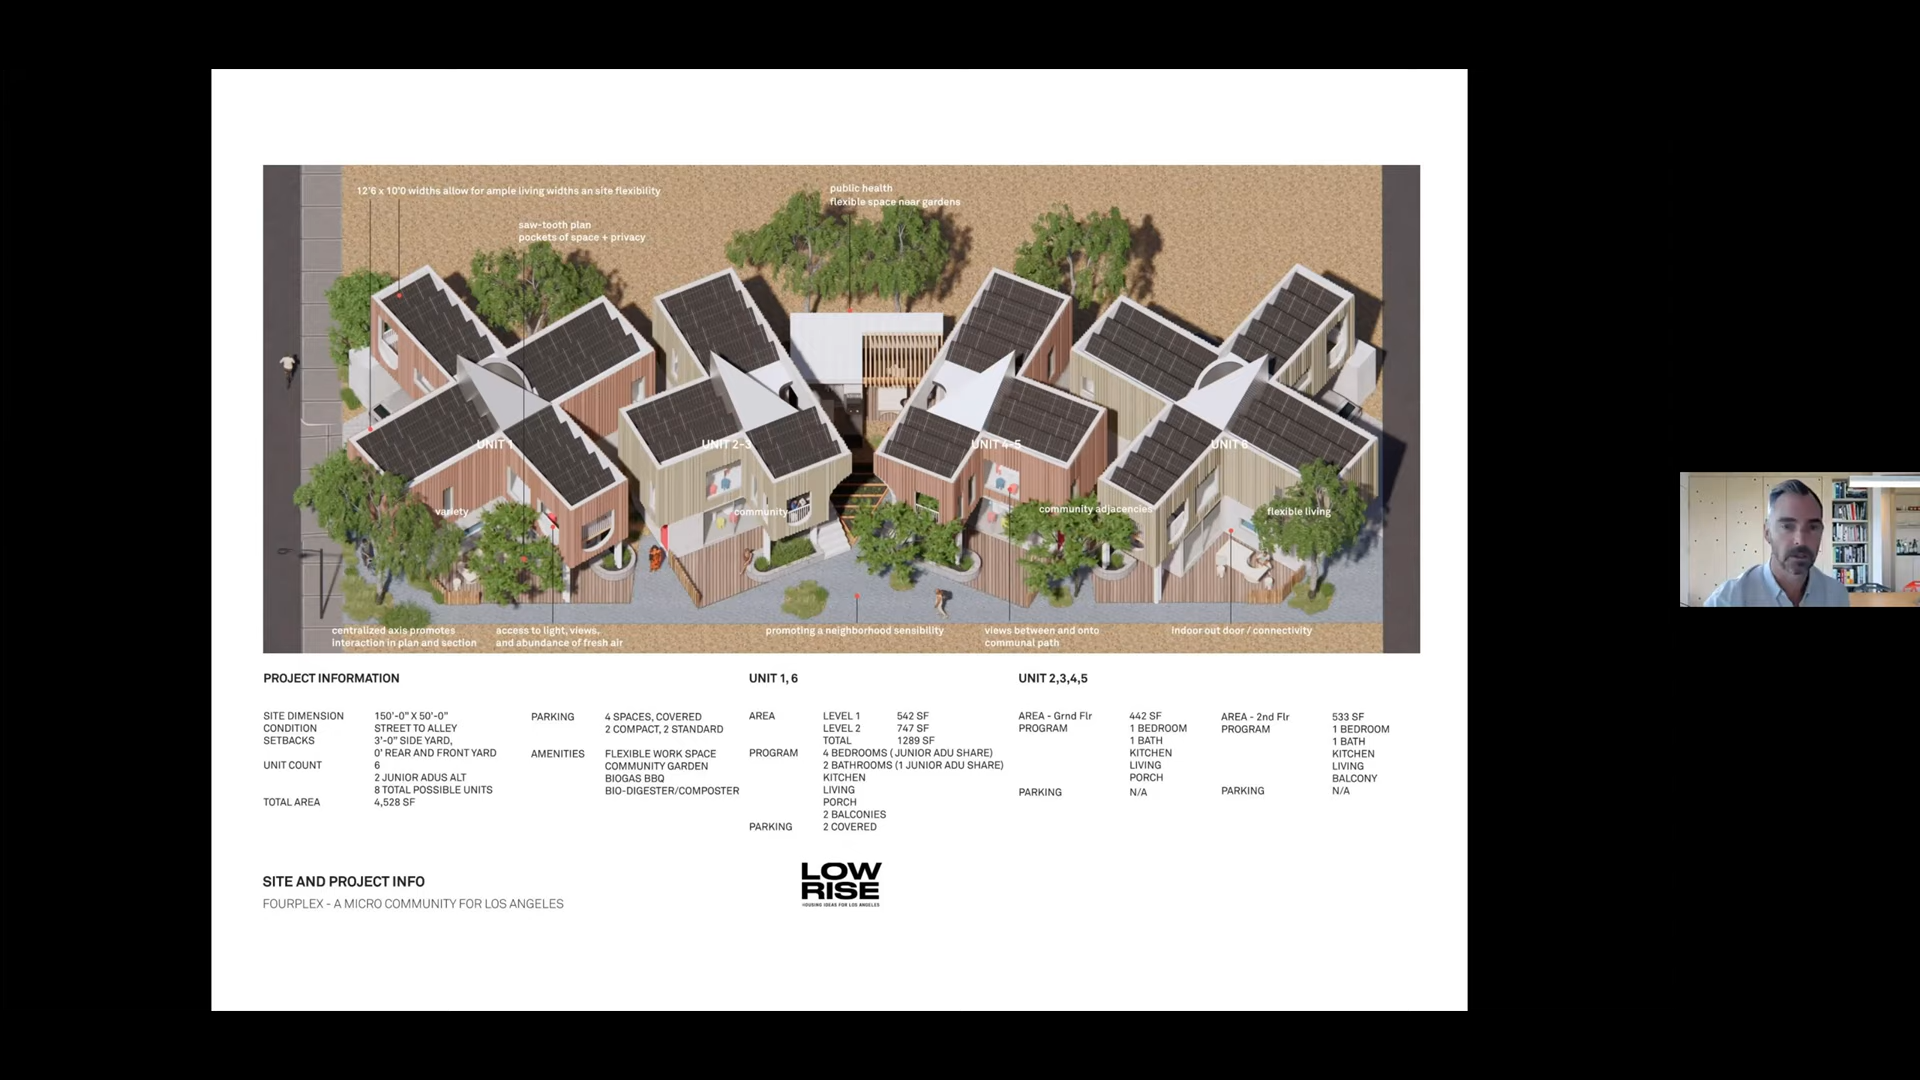 12'6 x 10'0 widths allow for ample living widths an site flexibility
public health
flexible space near gardens
saw-tooth plan
pockets of space + privacy
UNIT 1
UNIT 2-3
UNIT 4-5
UNIT 6
variety
community
community adjacencies
flexible living
centralized axis promotes
interaction in plan and section
access to light, views,
and abundance of fresh air
promoting a neighborhood sensibility
views between and onto
communal path
indoor out door / connectivity
PROJECT INFORMATION
SITE DIMENSION 150'-0" X 50'-0"
CONDITION STREET TO ALLEY
SETBACKS 3'-0" SIDE YARD,
0' REAR AND FRONT YARD
UNIT COUNT 6
2 JUNIOR ADUS ALT
8 TOTAL POSSIBLE UNITS
TOTAL AREA 4,528 SF
PARKING 4 SPACES, COVERED
2 COMPACT, 2 STANDARD
AMENITIES FLEXIBLE WORK SPACE
COMMUNITY GARDEN
BIOGAS BBQ
BIO-DIGESTER/COMPOSTER
UNIT 1, 6
AREA LEVEL 1 542 SF
LEVEL 2 747 SF
TOTAL 1289 SF
PROGRAM 4 BEDROOMS ( JUNIOR ADU SHARE)
2 BATHROOMS (1 JUNIOR ADU SHARE)
KITCHEN
LIVING
PORCH
2 BALCONIES
PARKING 2 COVERED
UNIT 2,3,4,5
AREA - Grnd Flr 442 SF
PROGRAM 1 BEDROOM
1 BATH
KITCHEN
LIVING
PORCH
PARKING N/A
AREA - 2nd Flr 533 SF
PROGRAM 1 BEDROOM
1 BATH
KITCHEN
LIVING
BALCONY
PARKING N/A
SITE AND PROJECT INFO
FOURPLEX - A MICRO COMMUNITY FOR LOS ANGELES
LOW
RISE
HOUSING IDEAS FOR LOS ANGELES